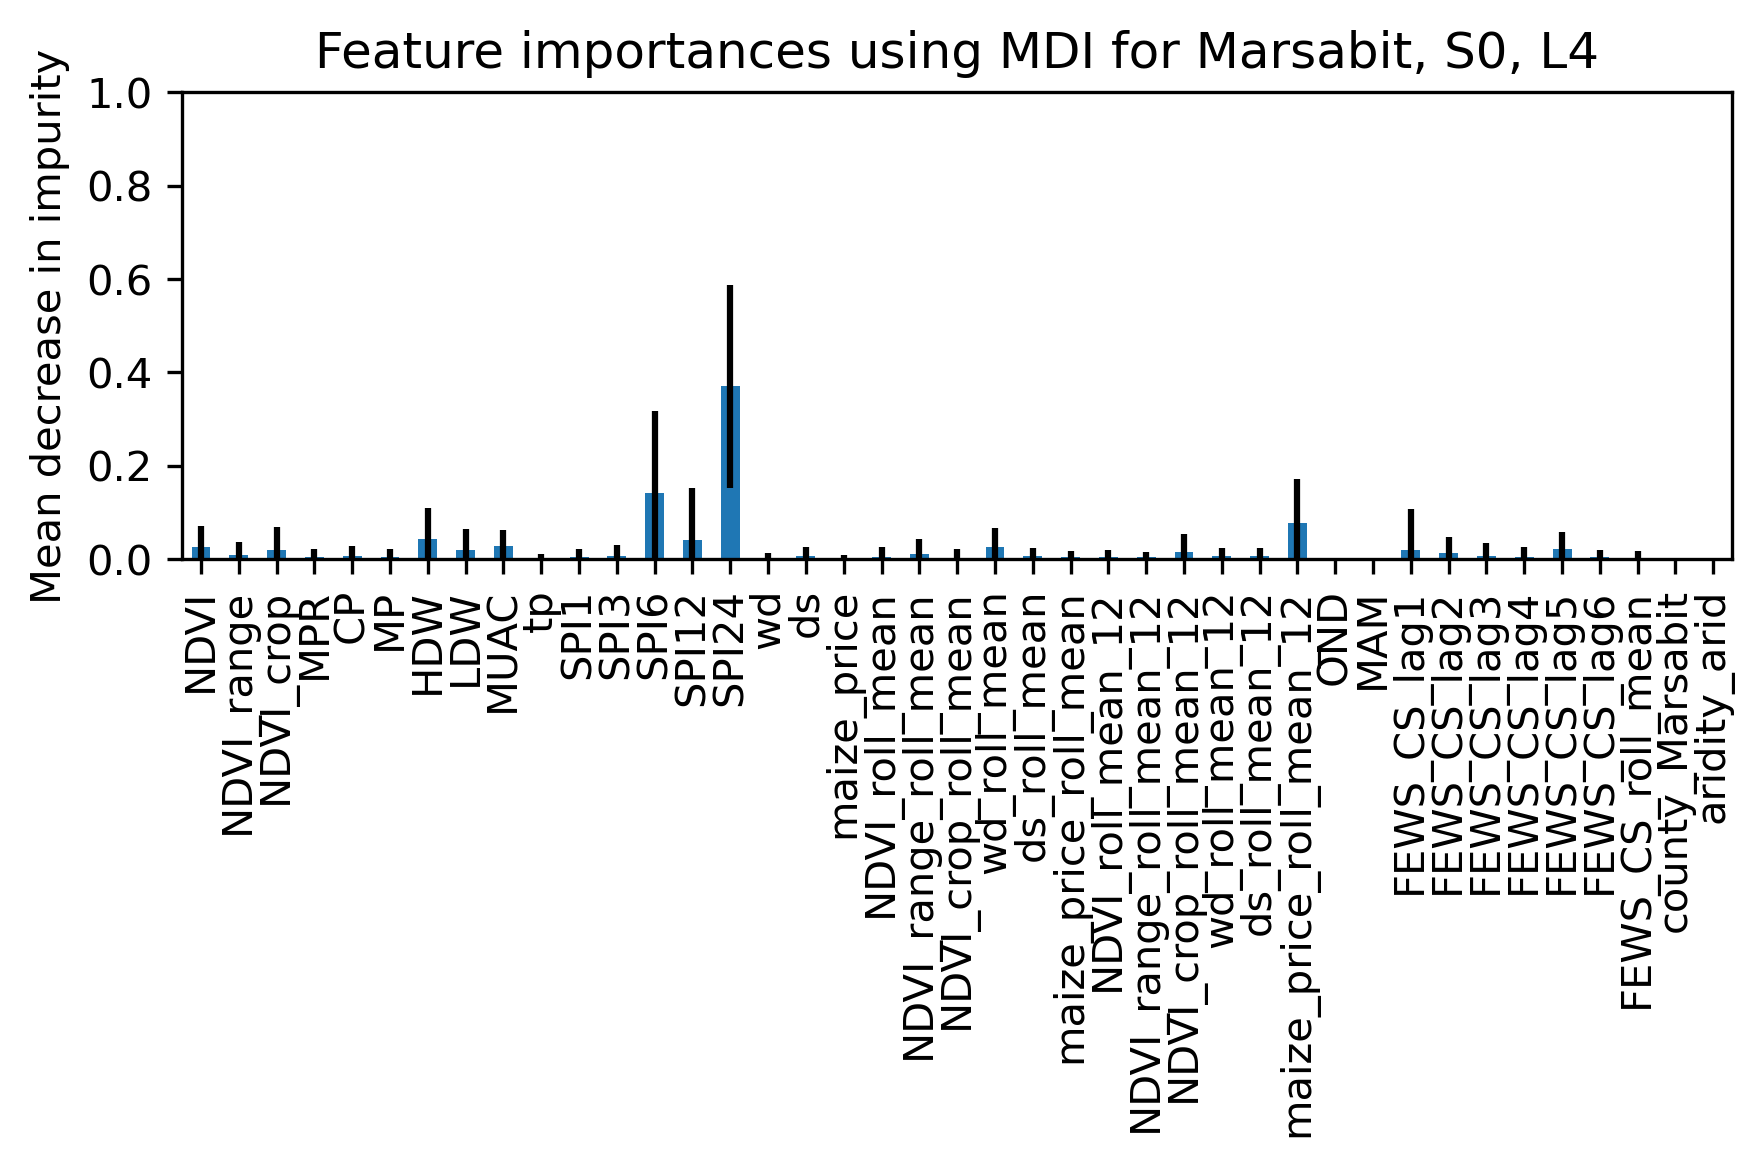 Feature importances using MDI for Marsabit, S0, L4
Mean decrease in impurity
1.0
0.8
0.6
0.4
0.2
0.0
NDVI
NDVI_range
NDVI_crop
MPR
CP
MP
HDW
LDW
MUAC
tp
SPI1
SPI3
SPI6
SPI12
SPI24
wd
ds
maize_price
NDVI_roll_mean
NDVI_range_roll_mean
NDVI_crop_roll_mean
wd_roll_mean
ds_roll_mean
maize_price_roll_mean
NDVI_roll_mean_12
NDVI_range_roll_mean_12
NDVI_crop_roll_mean_12
wd_roll_mean_12
ds_roll_mean_12
maize_price_roll_mean_12
OND
MAM
FEWS_CS_lag1
FEWS_CS_lag2
FEWS_CS_lag3
FEWS_CS_lag4
FEWS_CS_lag5
FEWS_CS_lag6
FEWS_CS_roll_mean
county_Marsabit
aridity_arid